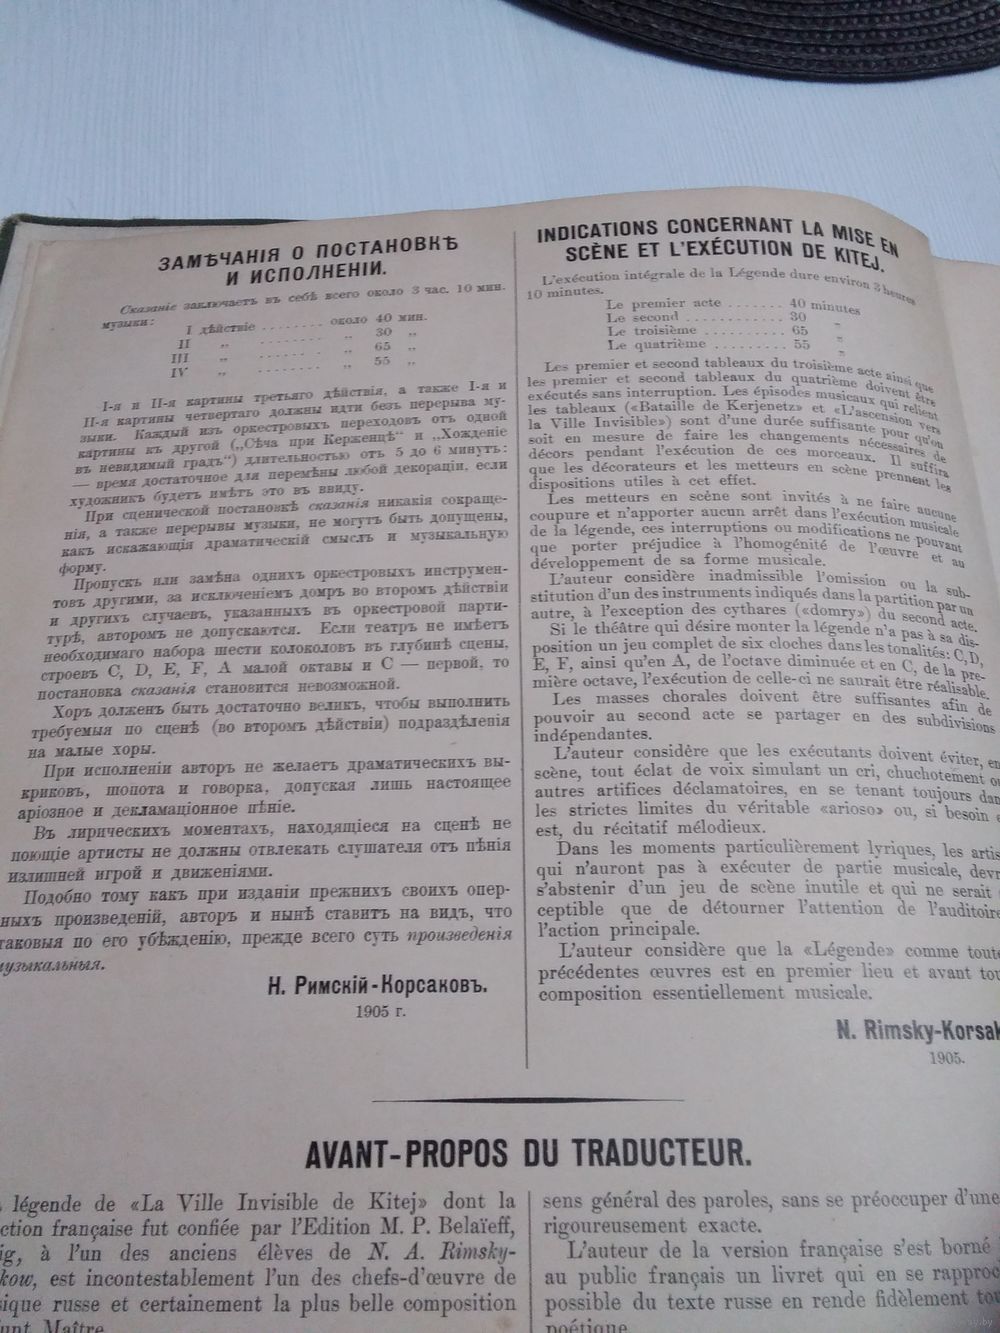 ЗАМѢЧАНІЯ О ПОСТАНОВКѢ
И ИСПОЛНЕНІИ.
Сказаніе заключаетъ въ себѣ всего около 3 час. 10 мин.
музыки:
I дѣйствіе ........ около 40 мин.
II „ ........ „ 30 „
III „ ........ „ 65 „
IV „ ........ „ 55 „
I-я и II-я картины третьяго дѣйствія, а также I-я и
II-я картины четвертаго должны идти безъ перерыва му-
зыки. Каждый изъ оркестровыхъ переходовъ отъ одной
картины къ другой („Сѣча при Керженцѣ“ и „Хожденіе
въ невидимый градъ“) длительностью отъ 5 до 6 минутъ:
— время достаточное для перемѣны любой декораціи, если
художникъ будетъ имѣть это въ ввиду.
При сценической постановкѣ сказанія никакія сокраще-
нія, а также перерывы музыки, не могутъ быть допущены,
какъ искажающія драматическій смыслъ и музыкальную
форму.
Пропускъ или замѣна однихъ оркестровыхъ инструмен-
товъ другими, за исключеніемъ домръ во второмъ дѣйствіи
и другихъ случаевъ, указанныхъ въ оркестровой парти-
турѣ, авторомъ не допускаются. Если театръ не имѣетъ
необходимаго набора шести колоколовъ въ глубинѣ сцены,
строевъ C, D, E, F, A малой октавы и C — первой, то
постановка сказанія становится невозможной.
Хоръ долженъ быть достаточно великъ, чтобы выполнить
требуемыя по сценѣ (во второмъ дѣйствіи) подраздѣленія
на малые хоры.
При исполненіи авторъ не желаетъ драматическихъ вы-
криковъ, шопота и говорка, допуская лишь настоящее
аріозное и декламаціонное пѣніе.
Въ лирическихъ моментахъ, находящіеся на сценѣ не
поющіе артисты не должны отвлекать слушателя отъ пѣнія
излишней игрой и движеніями.
Подобно тому какъ при изданіи прежнихъ своихъ опер-
ныхъ произведеній, авторъ и нынѣ ставитъ на видъ, что
таковыя по его убѣжденію, прежде всего суть произведенія
музыкальныя.
Н. Римскій-Корсаковъ.
1905 г.
INDICATIONS CONCERNANT LA MISE EN
SCÈNE ET L'EXÉCUTION DE KITEJ.
L'exécution intégrale de la Légende dure environ 3 heures
10 minutes.
Le premier acte ....... 40 minutes
Le second ......... 30 „
Le troisième ......... 65 „
Le quatrième ......... 55 „
Les premier et second tableaux du troisième acte ainsi que
les premier et second tableaux du quatrième doivent être
exécutés sans interruption. Les épisodes musicaux qui relient
les tableaux («Bataille de Kerjenetz» et «L'ascension vers
la Ville Invisible») sont d'une durée suffisante pour qu'on
soit en mesure de faire les changements nécessaires de
décors pendant l'exécution de ces morceaux. Il suffira
que les décorateurs et les metteurs en scène prennent les
dispositions utiles à cet effet.
Les metteurs en scène sont invités à ne faire aucune
coupure et n'apporter aucun arrêt dans l'exécution musicale
de la légende, ces interruptions ou modifications ne pouvant
que porter préjudice à l'homogénité de l'œuvre et au
développement de sa forme musicale.
L'auteur considère inadmissible l'omission ou la sub-
stitution d'un des instruments indiqués dans la partition par un
autre, à l'exception des cythares («domry») du second acte.
Si le théâtre qui désire monter la légende n'a pas à sa dis-
position un jeu complet de six cloches dans les tonalités: C, D,
E, F, ainsi qu'en A, de l'octave diminuée et en C, de la pre-
mière octave, l'exécution de celle-ci ne saurait être réalisable.
Les masses chorales doivent être suffisantes afin de
pouvoir au second acte se partager en des subdivisions
indépendantes.
L'auteur considère que les exécutants doivent éviter, en
scène, tout éclat de voix simulant un cri, chuchotement ou
autres artifices déclamatoires, en se tenant toujours dan
les strictes limites du véritable «arioso» ou, si besoin e
est, du récitatif mélodieux.
Dans les moments particulièrement lyriques, les artis
qui n'auront pas à exécuter de partie musicale, devr
s'abstenir d'un jeu de scène inutile et qui ne serait
ceptible que de détourner l'attention de l'auditoire
l'action principale.
L'auteur considère que la «Légende» comme toute
précédentes œuvres est en premier lieu et avant tou
composition essentiellement musicale.
N. Rimsky-Korsak
1905.
AVANT-PROPOS DU TRADUCTEUR.
légende de «La Ville Invisible de Kitej» dont la
ction française fut confiée par l'Edition M. P. Belaïeff,
ig, à l'un des anciens élèves de N. A. Rimsky-
kow, est incontestablement l'un des chefs-d'œuvre de
sique russe et certainement la plus belle composition
unt Maître
sens général des paroles, sans se préoccuper d'une
rigoureusement exacte.
L'auteur de la version française s'est borné
au public français un livret qui en se rapproc
possible du texte russe en rende fidèlement tou
poétique